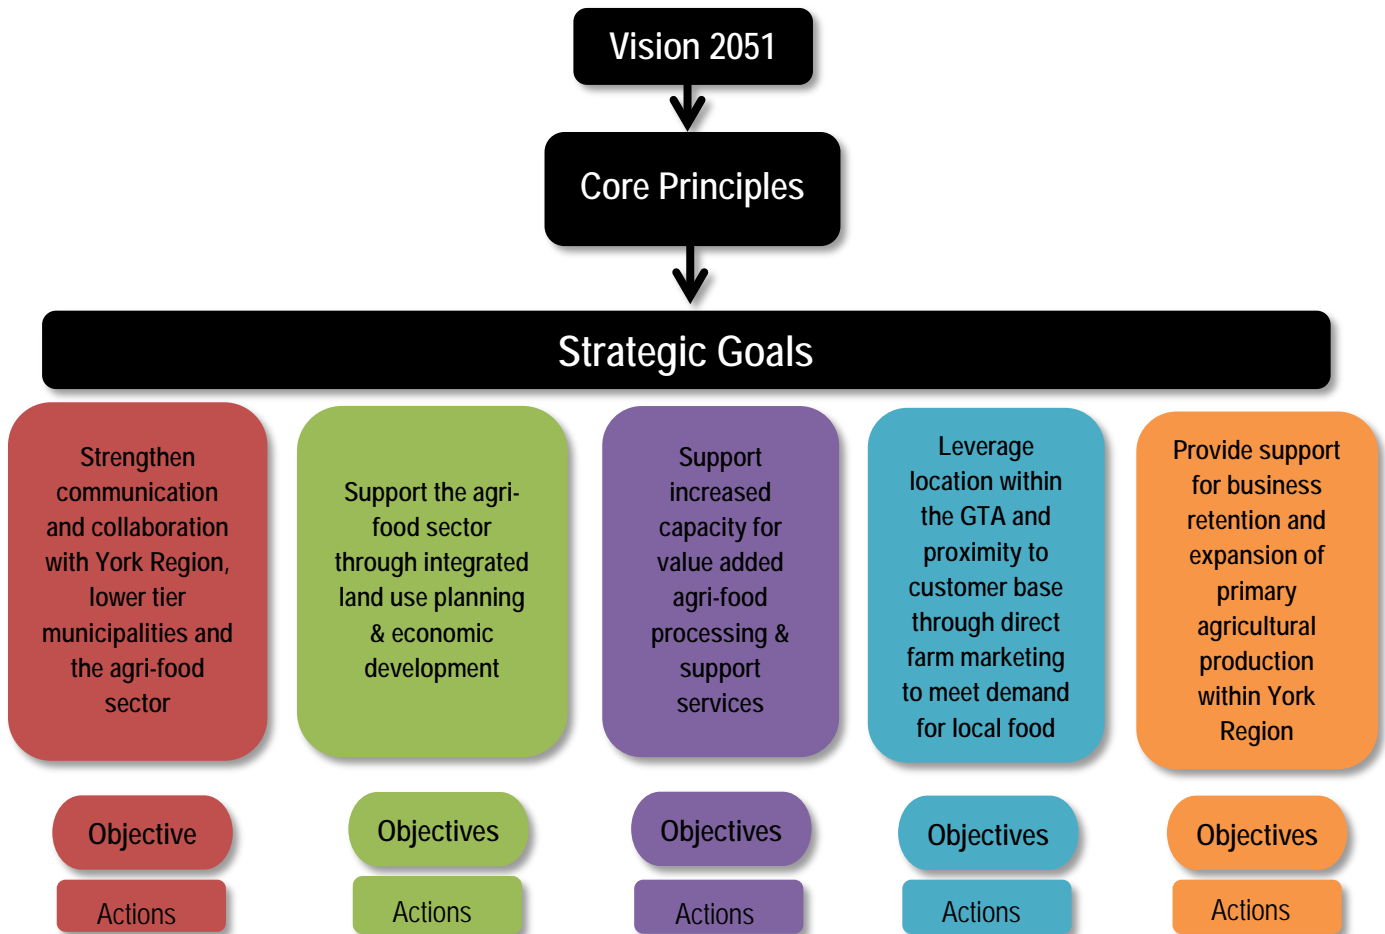 Vision 2051
Core Principles
Strategic Goals
Strengthen
communication
and collaboration
with York Region,
lower tier
municipalities and
the agri-food
sector
Support the agri-
food sector
through integrated
land use planning
& economic
development
Support
increased
capacity for
value added
agri-food
processing &
support
services
Leverage
location within
the GTA and
proximity to
customer base
through direct
farm marketing
to meet demand
for local food
Provide support
for business
retention and
expansion of
primary
agricultural
production
within York
Region
Objective
Objectives
Objectives
Objectives
Objectives
Actions
Actions
Actions
Actions
Actions